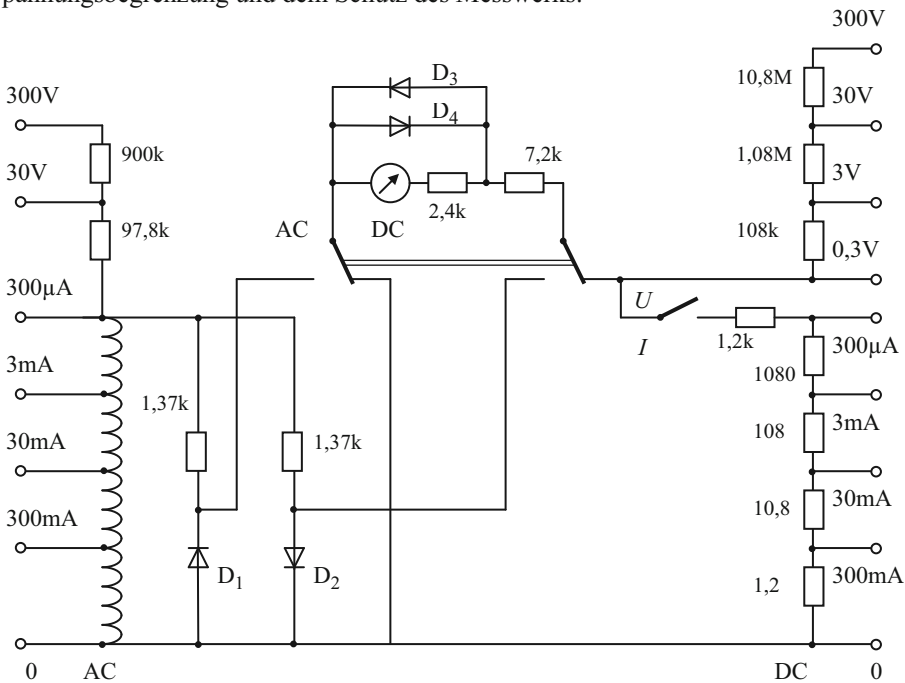 pannungsbegrenzung und dem Schutz des Messwerks.
300V
D3
10,8M
300V
D4
30V
900k
7,2k
1,08M
30V
3V
2,4k
97,8k
AC
DC
108k
0,3V
300µA
U
I
1,2k
300µA
3mA
1080
1,37k
3mA
30mA
1,37k
108
300mA
10,8
30mA
D1
D2
1,2
300mA
0
AC
DC
0